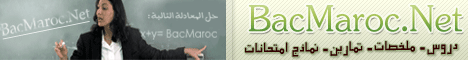 BacMaroc.Net
حل المعادلة التالية:
x+y= BacMaroc
BacMaroc.Net
دروس - ملخصات - تمارين - نماذج امتحانات